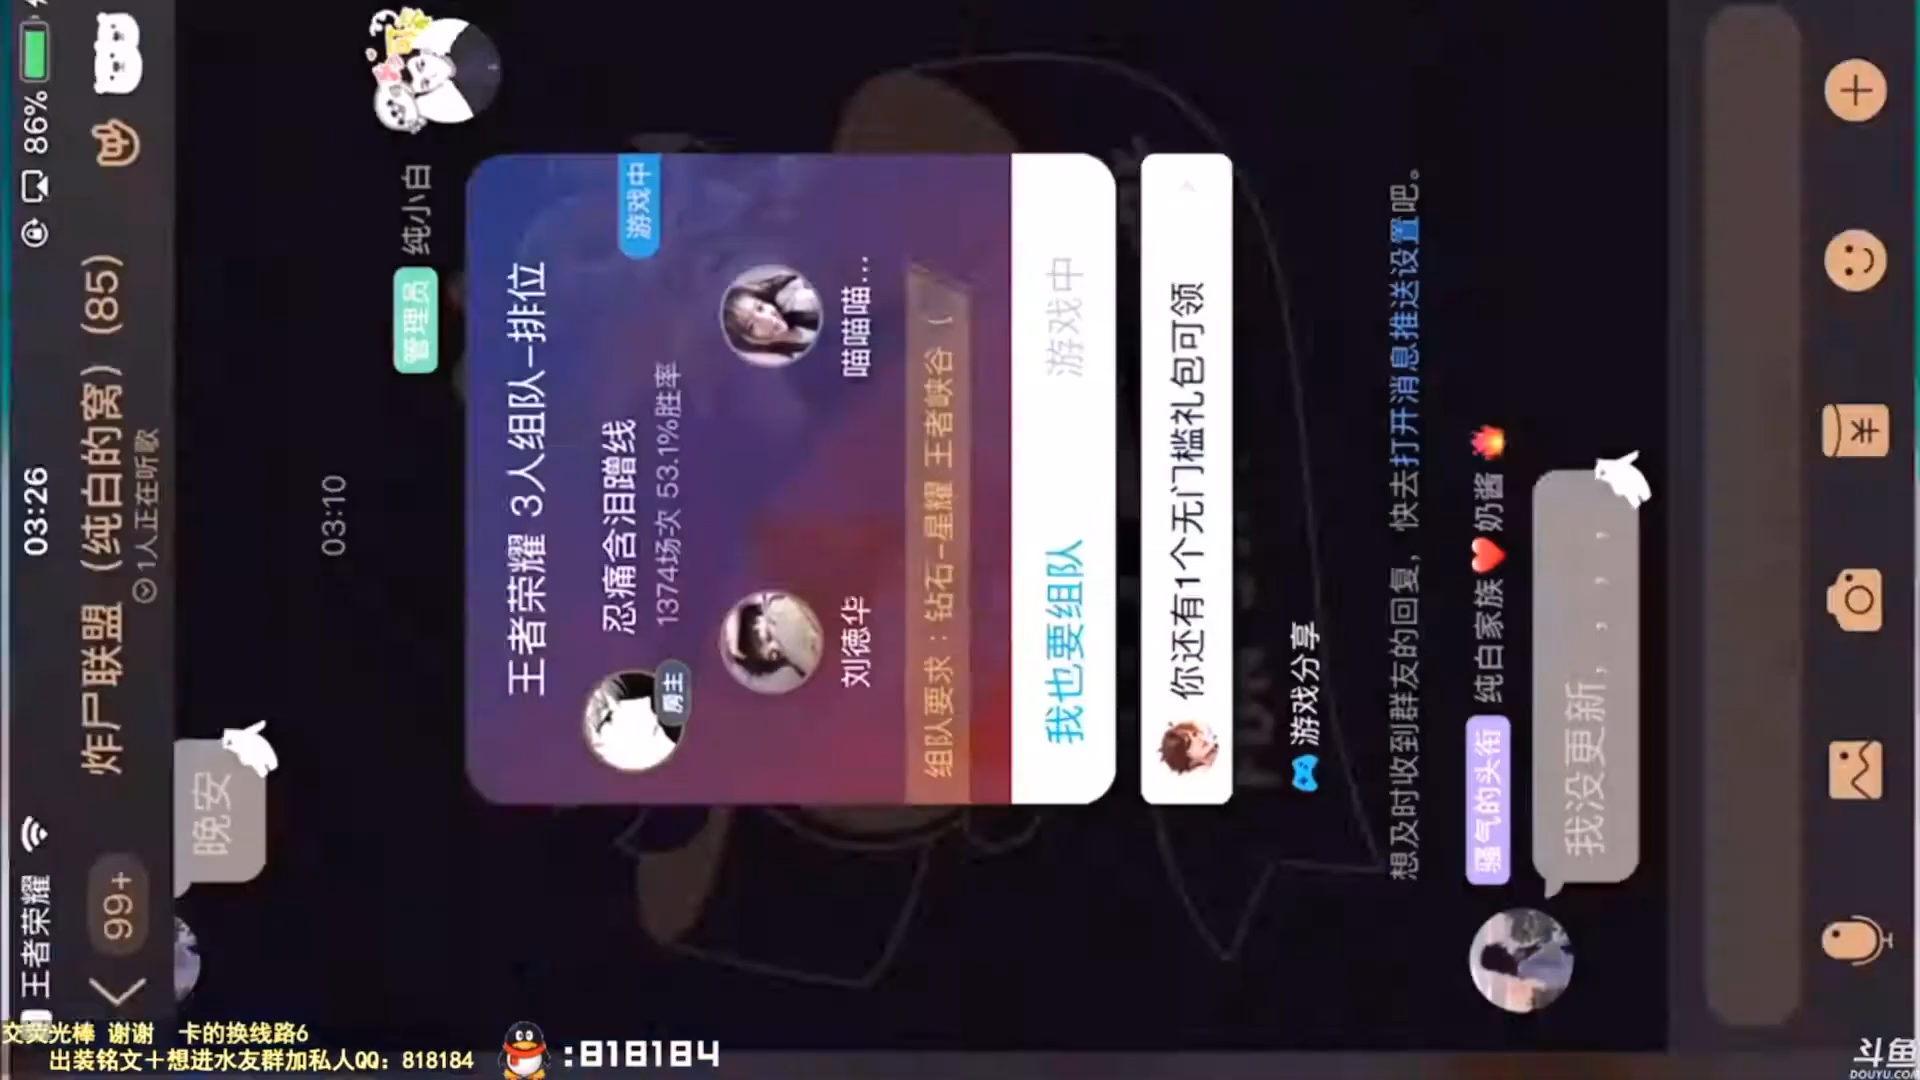 王者荣耀
03:26
86%
99+
炸尸联盟（纯白的窝）(85)
1人正在听歌
晚安
03:10
管理员 纯小白
王者荣耀 3人组队-排位
忍痛含泪蹭线
游戏中
1374场次 53.1%胜率
房主
刘德华
喵喵喵喵...
组队要求：钻石-星耀 王者峡谷（
我也要组队
游戏中
你还有1个无门槛礼包可领
游戏分享
想及时收到群友的回复，快去打开消息推送设置吧。
骚气的头衔 纯白家族❤️奶酱🔥
我没更新，，，，，
交荧光棒 谢谢 卡的换线路6
出装铭文+想进水友群加私人QQ：818184
:818184
斗鱼
DOUYU.COM